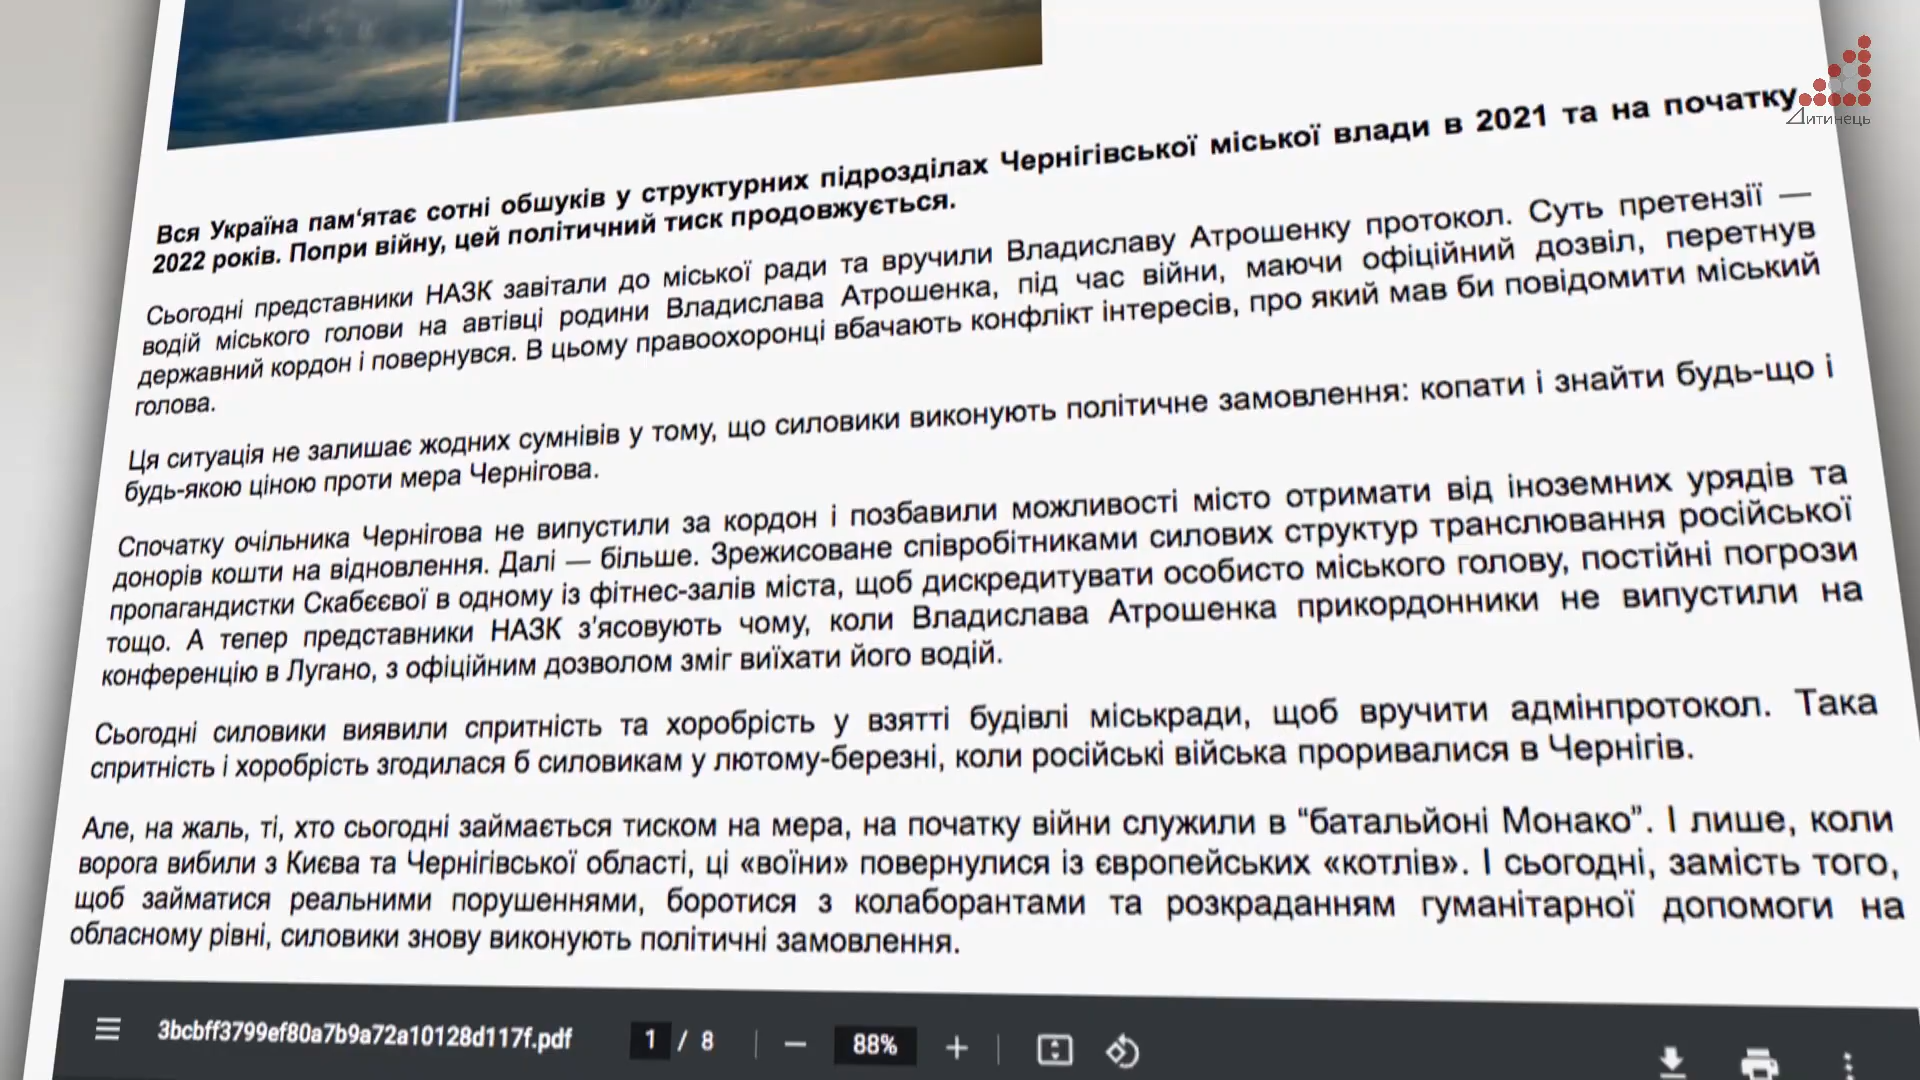 Дитинець
Вся Україна пам‘ятає сотні обшуків у структурних підрозділах Чернігівської міської влади в 2021 та на початку
2022 років. Попри війну, цей політичний тиск продовжується.
Сьогодні представники НАЗК завітали до міської ради та вручили Владиславу Атрошенку протокол. Суть претензії —
водій міського голови на автівці родини Владислава Атрошенка, під час війни, маючи офіційний дозвіл, перетнув
державний кордон і повернувся. В цьому правоохоронці вбачають конфлікт інтересів, про який мав би повідомити міський
голова.
Ця ситуація не залишає жодних сумнівів у тому, що силовики виконують політичне замовлення: копати і знайти будь-що і
будь-якою ціною проти мера Чернігова.
Спочатку очільника Чернігова не випустили за кордон і позбавили можливості місто отримати від іноземних урядів та
донорів кошти на відновлення. Далі — більше. Зрежисоване співробітниками силових структур транслювання російської
пропагандистки Скабєєвої в одному із фітнес-залів міста, щоб дискредитувати особисто міського голову, постійні погрози
тощо. А тепер представники НАЗК з’ясовують чому, коли Владислава Атрошенка прикордонники не випустили на
конференцію в Лугано, з офіційним дозволом зміг виїхати його водій.
Сьогодні силовики виявили спритність та хоробрість у взятті будівлі міськради, щоб вручити адмінпротокол. Така
спритність і хоробрість згодилася б силовикам у лютому-березні, коли російські війська проривалися в Чернігів.
Але, на жаль, ті, хто сьогодні займається тиском на мера, на початку війни служили в “батальйоні Монако”. І лише, коли
ворога вибили з Києва та Чернігівської області, ці «воїни» повернулися із європейських «котлів». І сьогодні, замість того,
щоб займатися реальними порушеннями, боротися з колаборантами та розкраданням гуманітарної допомоги на
обласному рівні, силовики знову виконують політичні замовлення.
3bcbff3799ef80a7b9a72a10128d117f.pdf 1 / 8 88%